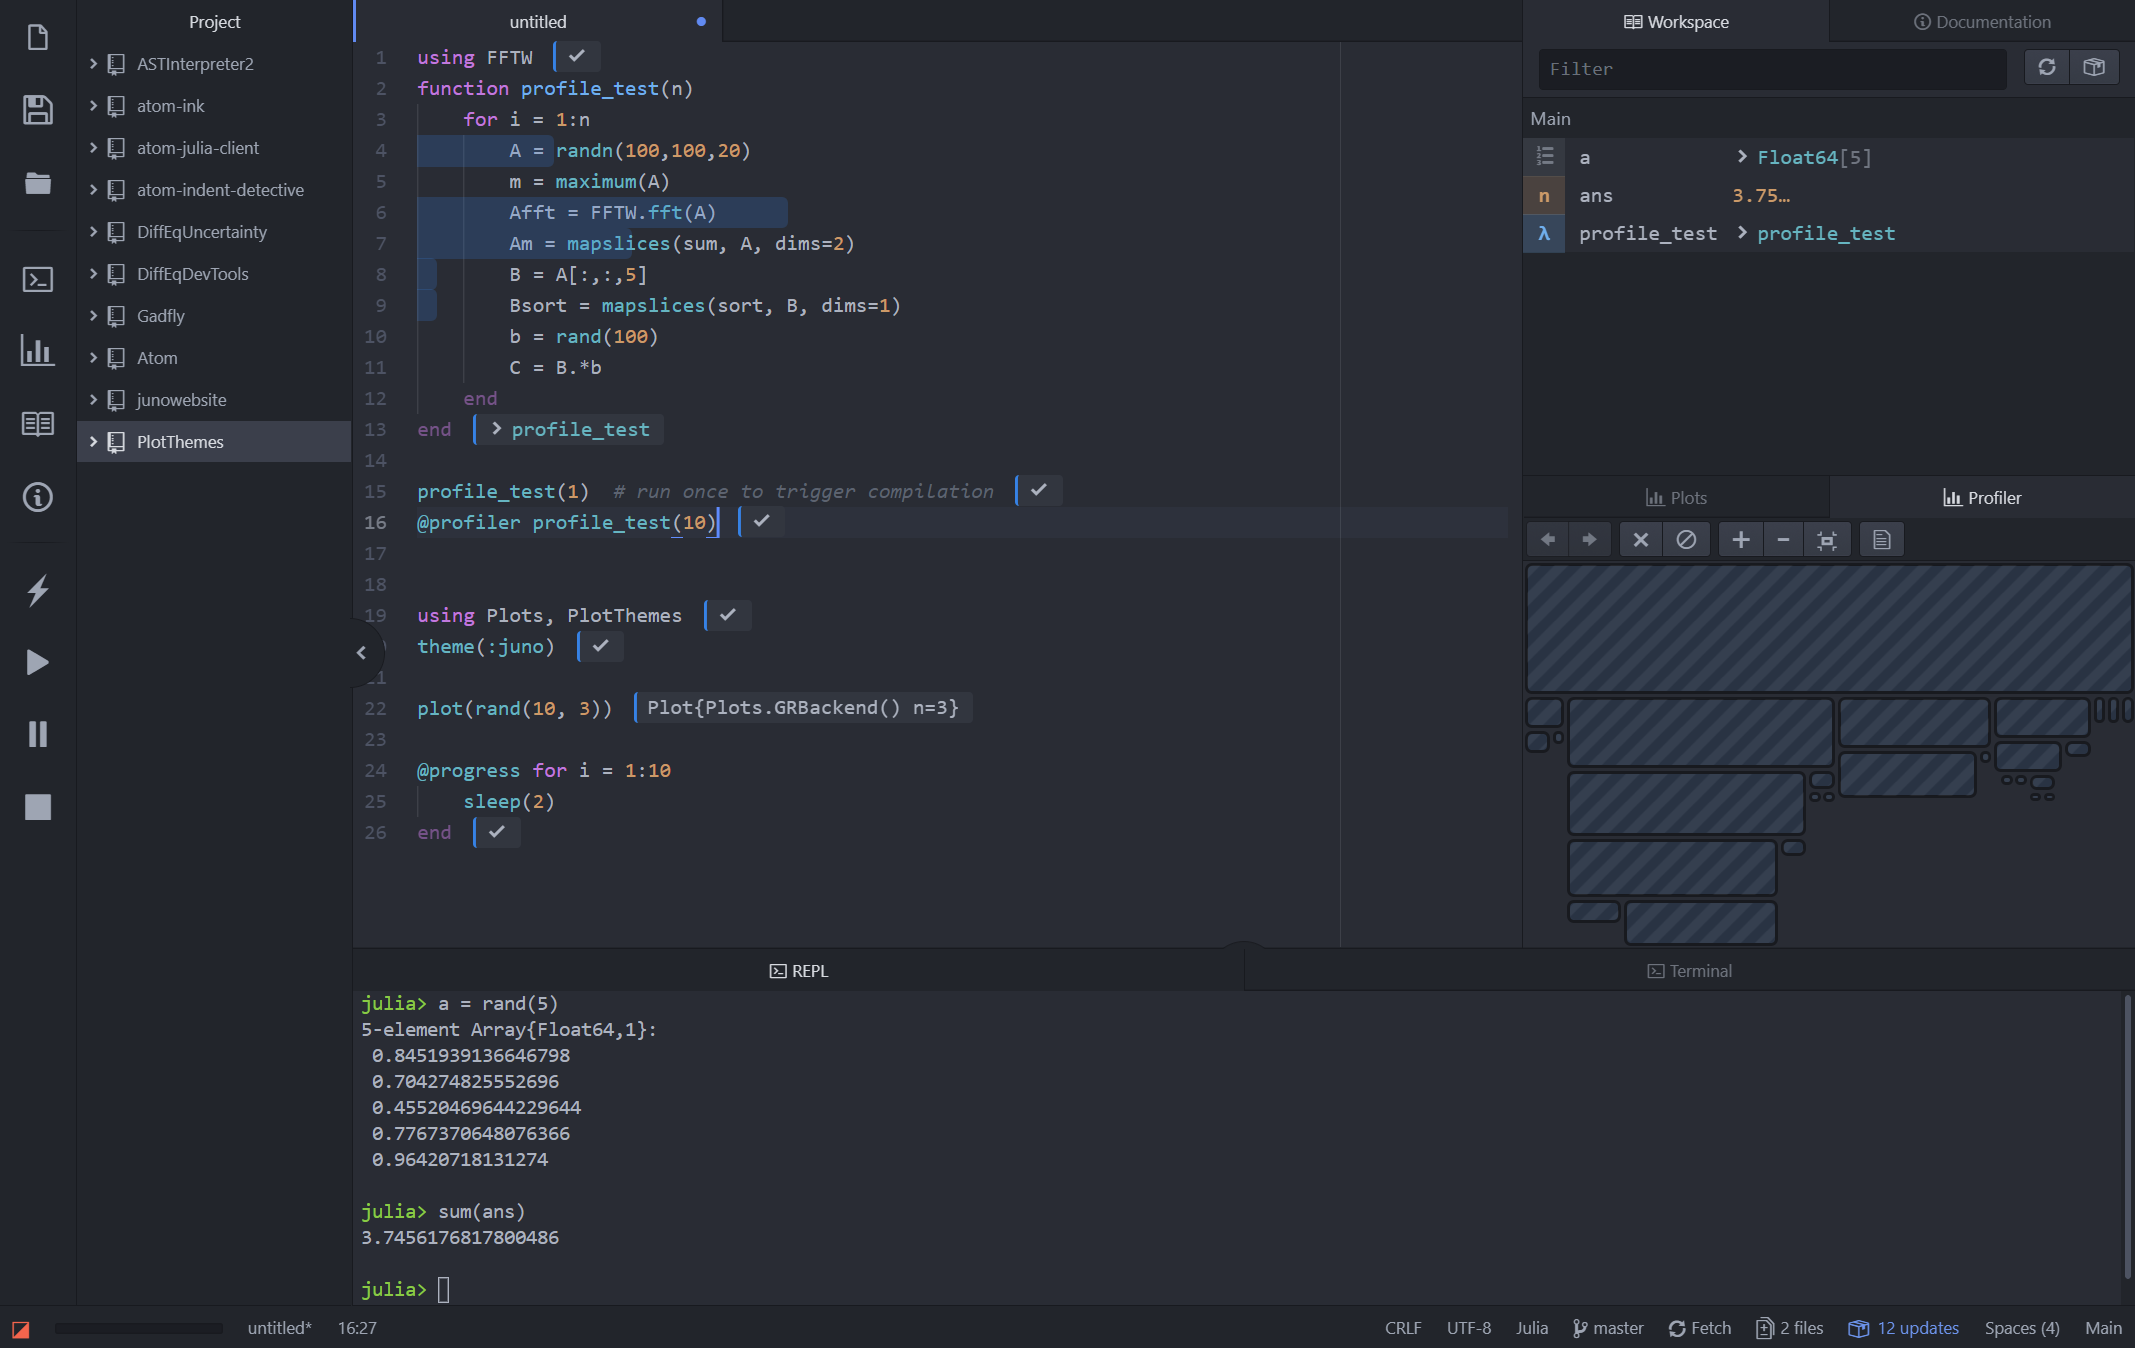 Project
ASTInterpreter2
atom-ink
atom-julia-client
atom-indent-detective
DiffEqUncertainty
DiffEqDevTools
Gadfly
Atom
junowebsite
PlotThemes
untitled
1 using FFTW
2 function profile_test(n)
3 for i = 1:n
4 A = randn(100,100,20)
5 m = maximum(A)
6 Afft = FFTW.fft(A)
7 Am = mapslices(sum, A, dims=2)
8 B = A[:,:,5]
9 Bsort = mapslices(sort, B, dims=1)
10 b = rand(100)
11 C = B.*b
12 end
13 end > profile_test
14
15 profile_test(1) # run once to trigger compilation
16 @profiler profile_test(10)
17
18
19 using Plots, PlotThemes
theme(:juno)
21
22 plot(rand(10, 3)) Plot{Plots.GRBackend() n=3}
23
24 @progress for i = 1:10
25 sleep(2)
26 end
Workspace
Documentation
Filter
Main
a > Float64[5]
n ans 3.75…
λ profile_test > profile_test
Plots
Profiler
REPL
Terminal
julia> a = rand(5)
5-element Array{Float64,1}:
0.8451939136646798
0.704274825552696
0.45520469644229644
0.7767370648076366
0.96420718131274
julia> sum(ans)
3.7456176817800486
julia>
untitled* 16:27 CRLF UTF-8 Julia master Fetch 2 files 12 updates Spaces (4) Main